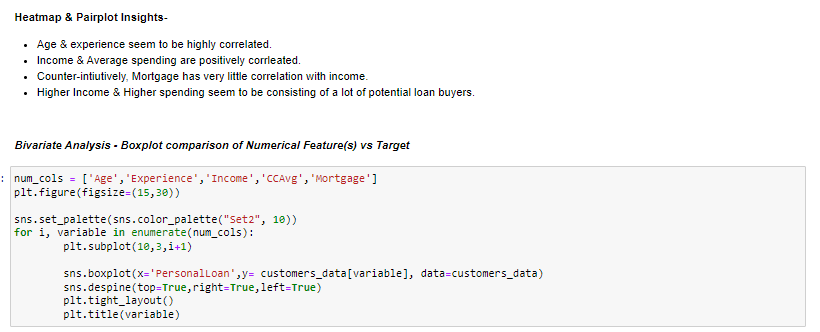 Heatmap & Pairplot Insights-
• Age & experience seem to be highly correlated.
• Income & Average spending are positively corrleated.
• Counter-intiutively, Mortgage has very little correlation with income.
• Higher Income & Higher spending seem to be consisting of a lot of potential loan buyers.
Bivariate Analysis - Boxplot comparison of Numerical Feature(s) vs Target
: num_cols = ['Age','Experience','Income','CCAvg','Mortgage']
plt.figure(figsize=(15,30))
sns.set_palette(sns.color_palette("Set2", 10))
for i, variable in enumerate(num_cols):
plt.subplot(10,3,i+1)
sns.boxplot(x='PersonalLoan',y= customers_data[variable], data=customers_data)
sns.despine(top=True,right=True,left=True)
plt.tight_layout()
plt.title(variable)